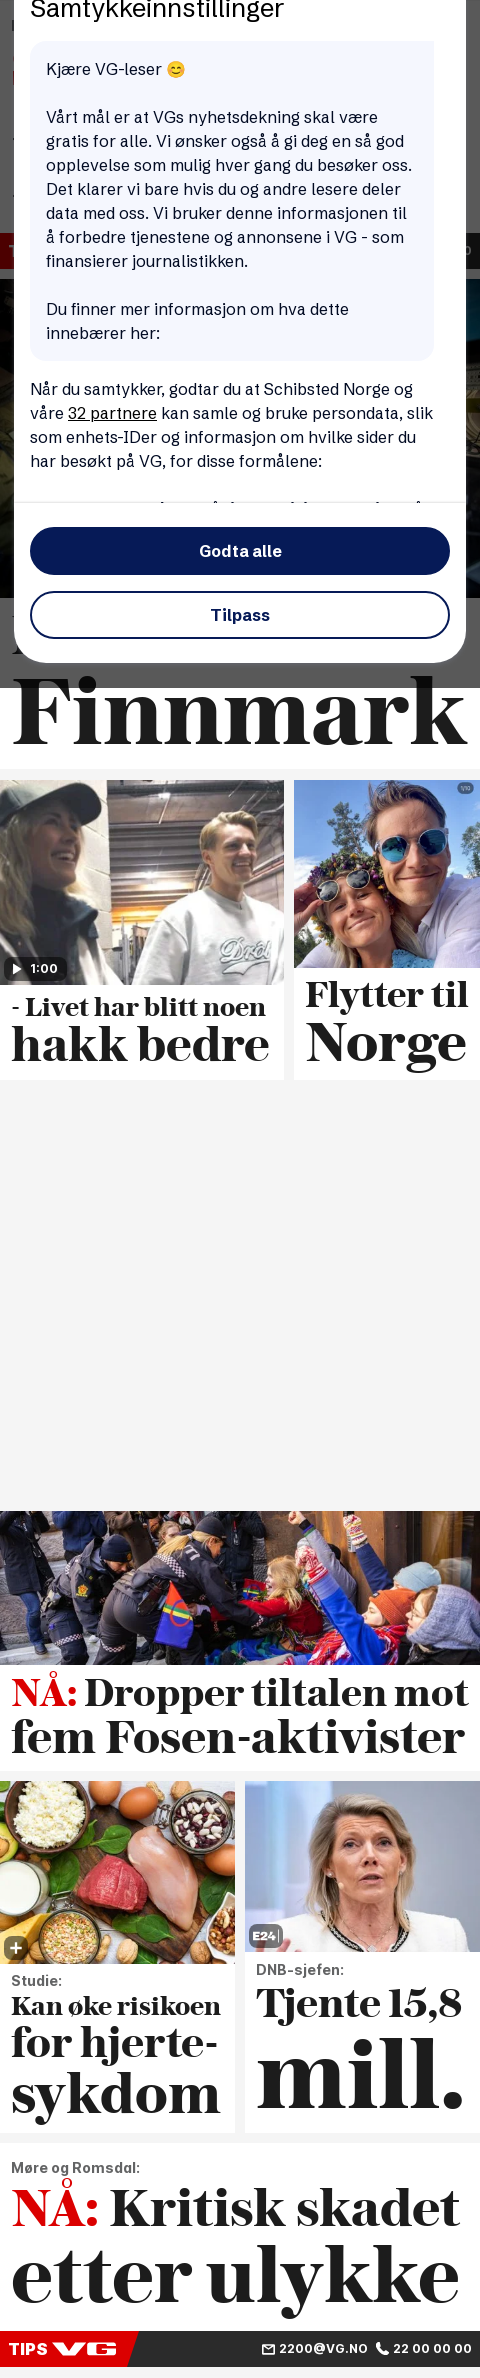 Samtykkeinnstillinger
Kjære VG-leser 😊
Vårt mål er at VGs nyhetsdekning skal være
gratis for alle. Vi ønsker også å gi deg en så god
opplevelse som mulig hver gang du besøker oss.
Det klarer vi bare hvis du og andre lesere deler
data med oss. Vi bruker denne informasjonen til
å forbedre tjenestene og annonsene i VG - som
finansierer journalistikken.
Du finner mer informasjon om hva dette
innebærer her:
Når du samtykker, godtar du at Schibsted Norge og
våre 32 partnere kan samle og bruke persondata, slik
som enhets-IDer og informasjon om hvilke sider du
har besøkt på VG, for disse formålene:
Godta alle
Tilpass
Finnmark
1:00
- Livet har blitt noen
hakk bedre
Flytter til
Norge
NÅ: Dropper tiltalen mot
fem Fosen-aktivister
Studie:
Kan øke risikoen
for hjerte-
sykdom
E24
DNB-sjefen:
Tjente 15,8
mill.
Møre og Romsdal:
NÅ: Kritisk skadet
etter ulykke
TIPS VG 2200@VG.NO 22 00 00 00